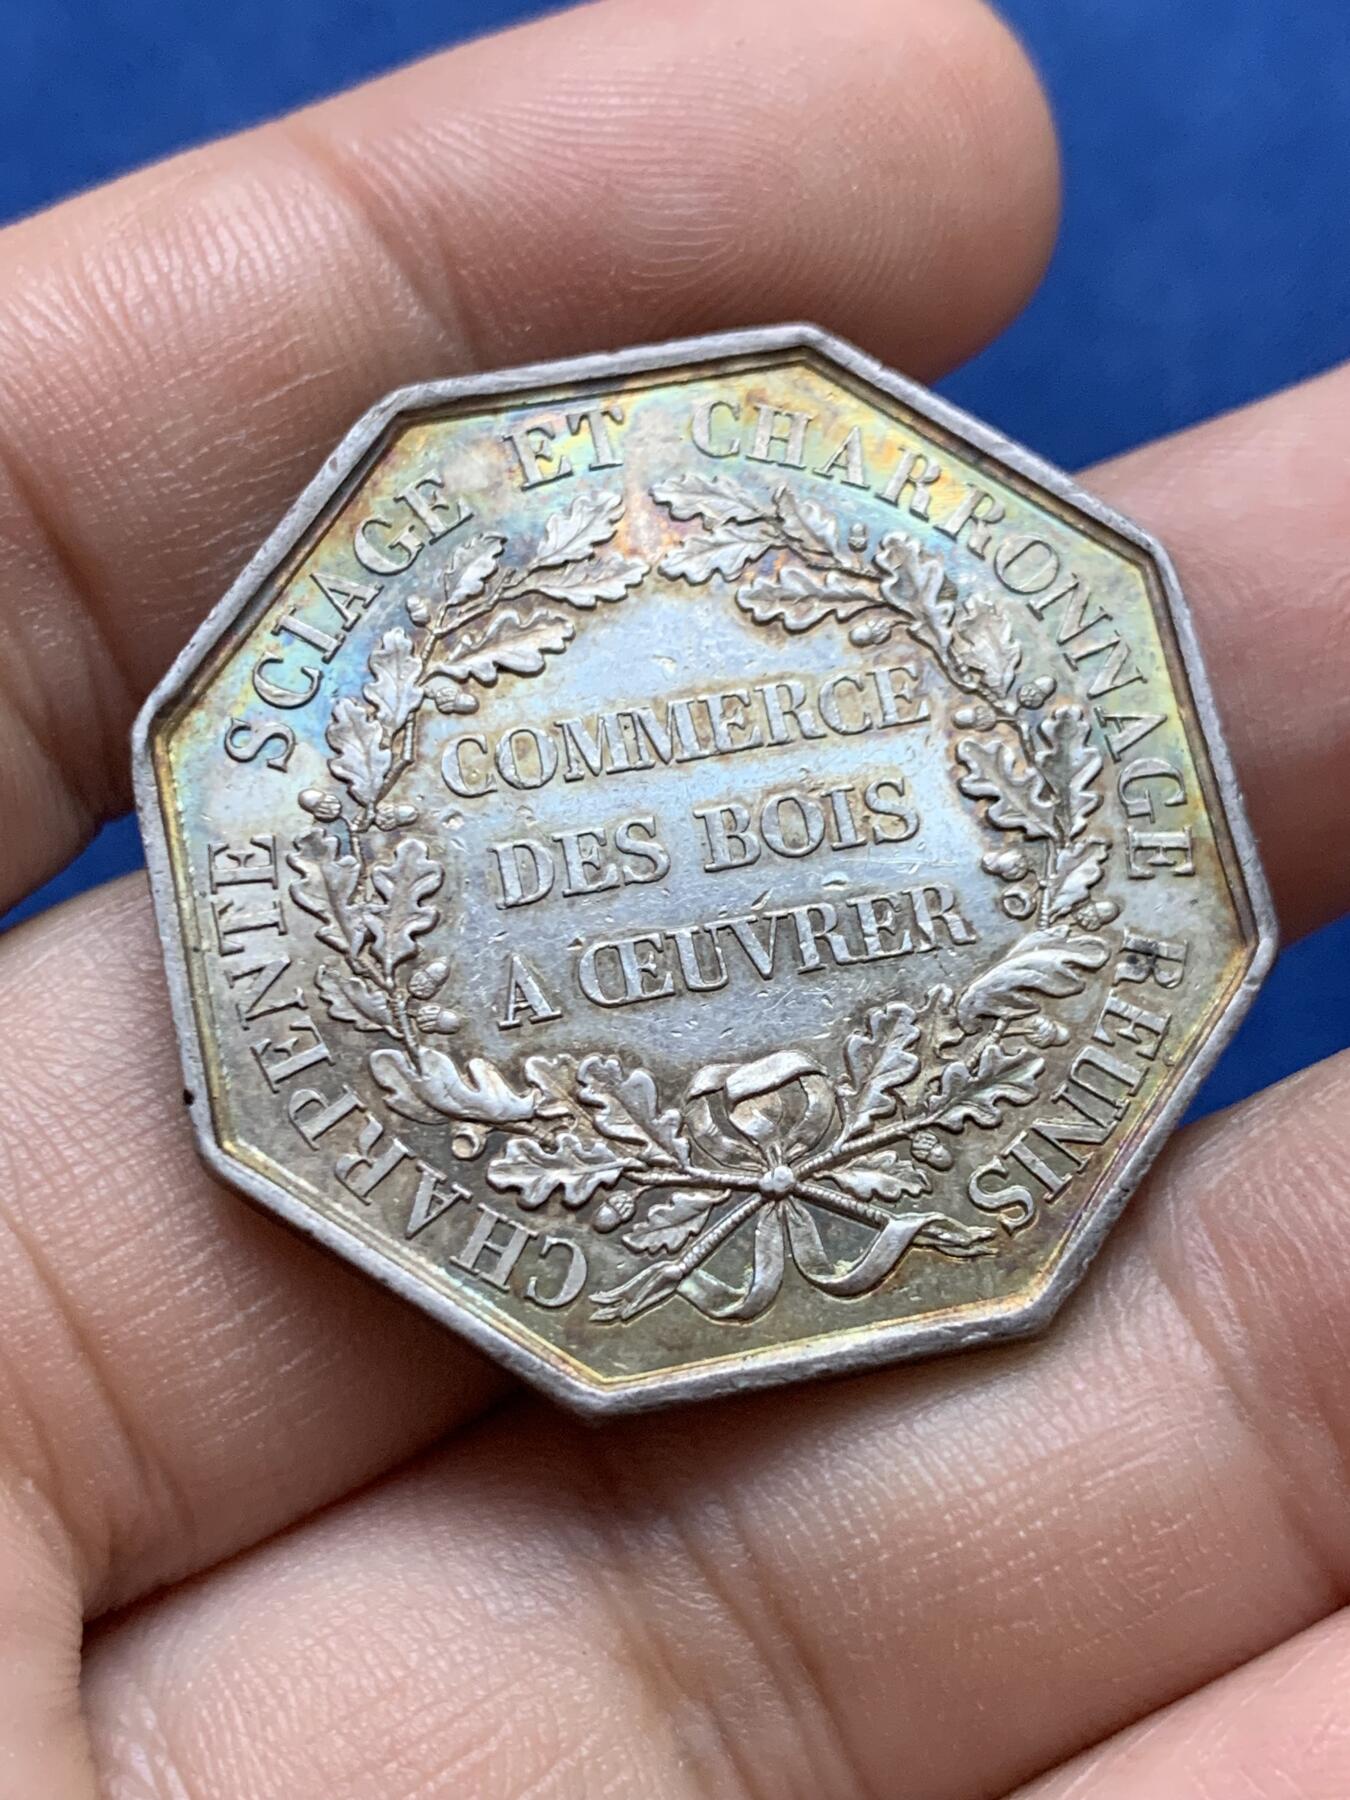 CHARPENTE SCIAGE ET CHARRONNAGE REUNIS
COMMERCE
DES BOIS
A ŒUVRER